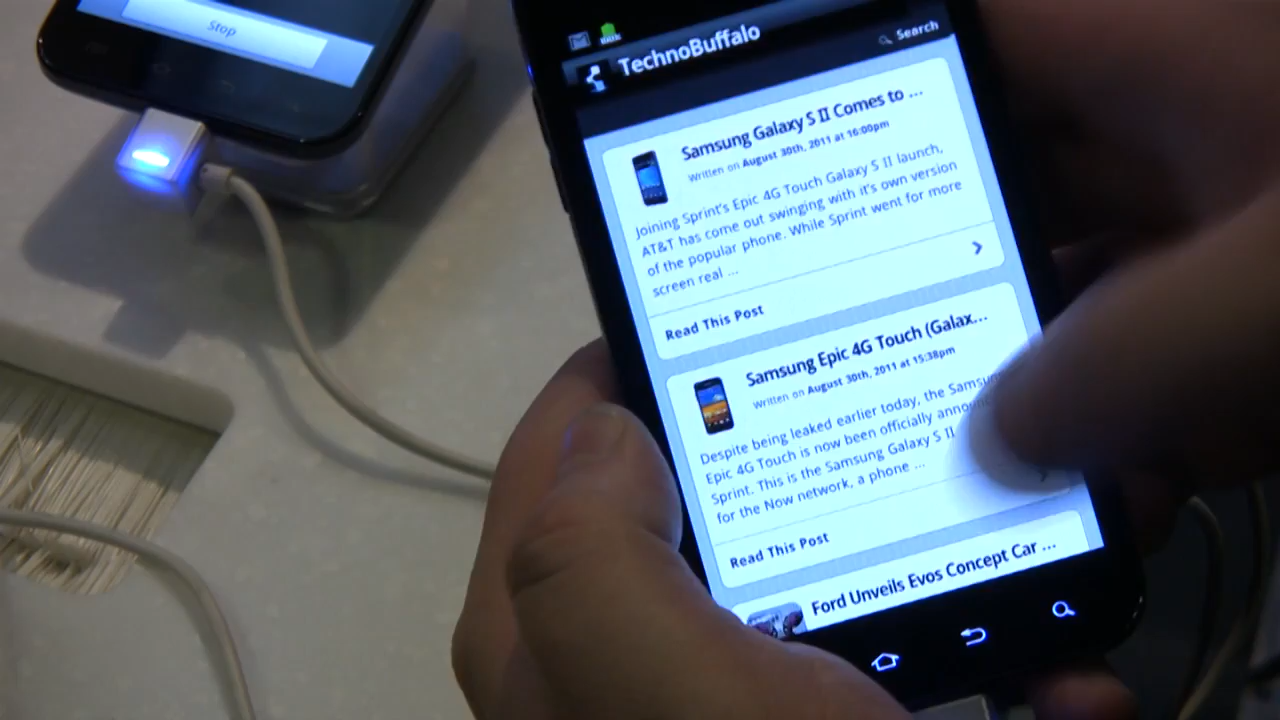 Stop
TechnoBuffalo
Search
Samsung Galaxy S II Comes to ...
Written on August 30th, 2011 at 16:00pm
Joining Sprint's Epic 4G Touch Galaxy S II launch,
AT&T has come out swinging with it's own version
of the popular phone. While Sprint went for more
screen real ...
Read This Post
Samsung Epic 4G Touch (Galax...
Written on August 30th, 2011 at 15:38pm
Despite being leaked earlier today, the Samsung
Epic 4G Touch is now been officially announc
Sprint. This is the Samsung Galaxy S II
for the Now network, a phone ...
Read This Post
Ford Unveils Evos Concept Car ...